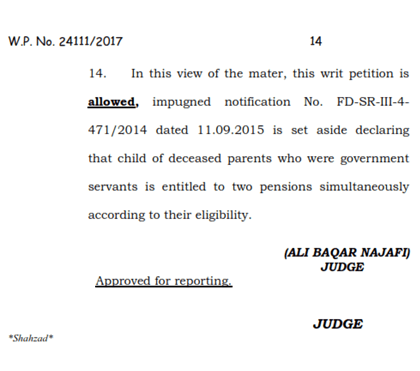 W.P. No. 24111/2017 14
14. In this view of the mater, this writ petition is
allowed, impugned notification No. FD-SR-III-4-
471/2014 dated 11.09.2015 is set aside declaring
that child of deceased parents who were government
servants is entitled to two pensions simultaneously
according to their eligibility.
(ALI BAQAR NAJAFI)
JUDGE
Approved for reporting.
JUDGE
*Shahzad*